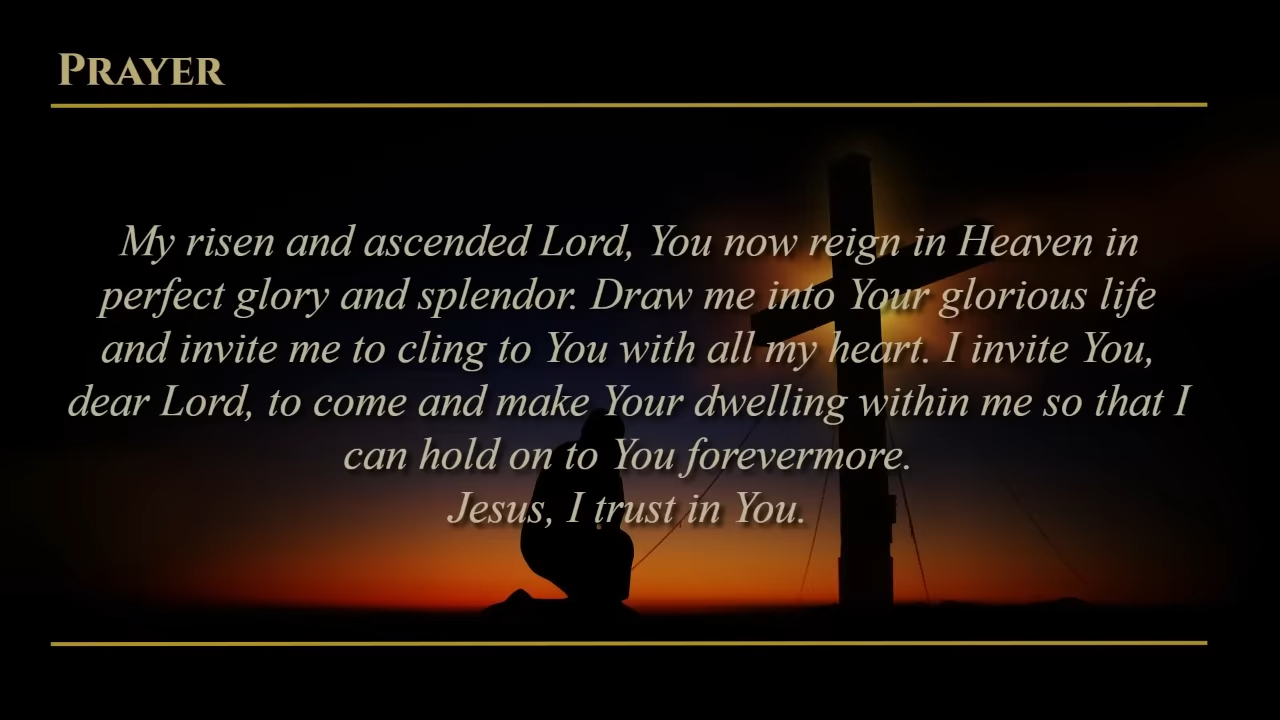 PRAYER
My risen and ascended Lord, You now reign in Heaven in
perfect glory and splendor. Draw me into Your glorious life
and invite me to cling to You with all my heart. I invite You,
dear Lord, to come and make Your dwelling within me so that I
can hold on to You forevermore.
Jesus, I trust in You.